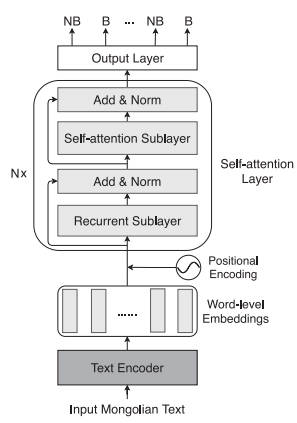 NB B ... NB B
Output Layer
Add & Norm
Self-attention Sublayer
Self-attention
Layer
Nx
Add & Norm
Recurrent Sublayer
Positional
Encoding
......
Word-level
Embeddings
Text Encoder
Input Mongolian Text